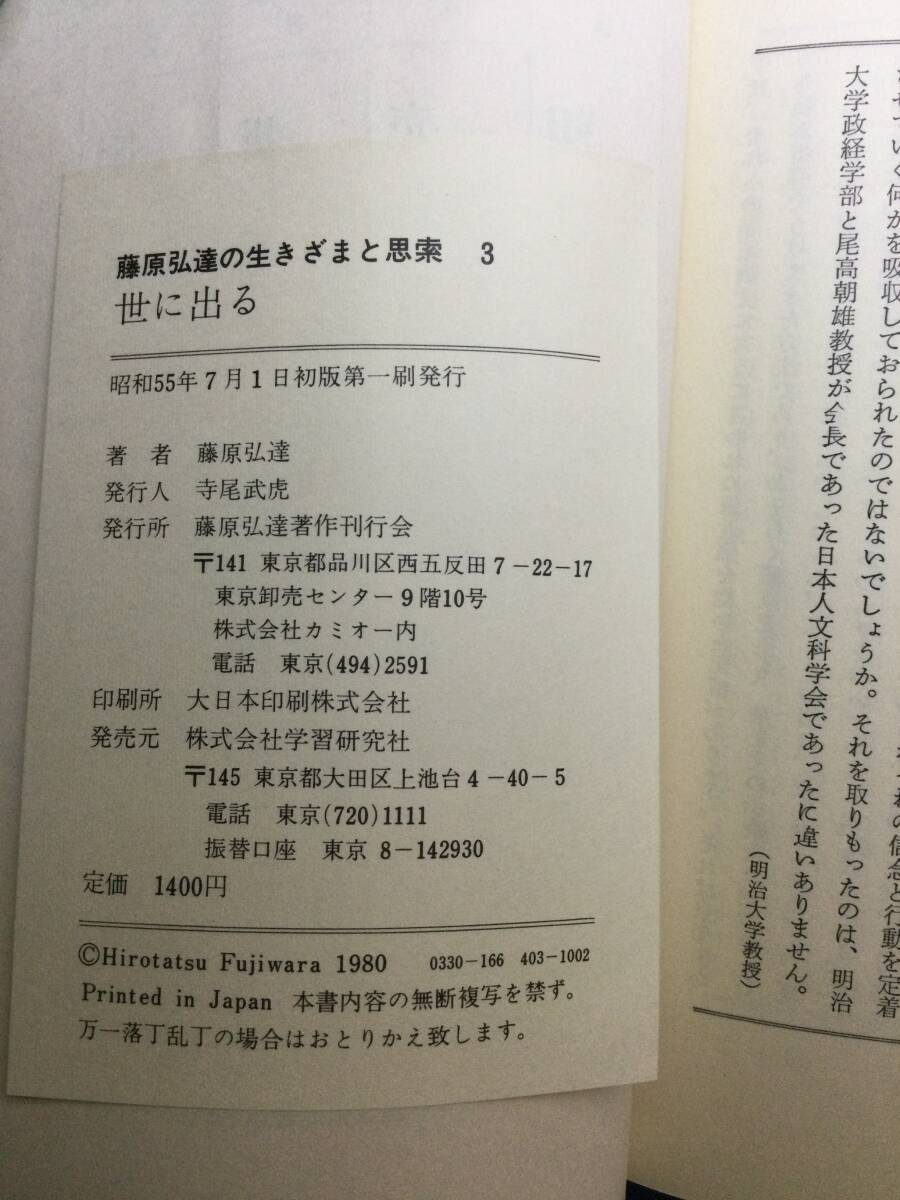 藤原弘達の生きざまと思索 3
世に出る
昭和55年7月1日初版第一刷発行
著 者 藤原弘達
発行人 寺尾武虎
発行所 藤原弘達著作刊行会
〒141 東京都品川区西五反田7-22-17
東京卸売センター9階10号
株式会社カミオー内
電話 東京(494)2591
印刷所 大日本印刷株式会社
発売元 株式会社学習研究社
〒145 東京都大田区上池台4-40-5
電話 東京(720)1111
振替口座 東京 8-142930
定価 1400円
©Hirotatsu Fujiwara 1980 0330-166 403-1002
Printed in Japan 本書内容の無断複写を禁ず。
万一落丁乱丁の場合はおとりかえ致します。
の信念と行動を定着
させていく何かを吸収しておられたのではないでしょうか。それを取りもったのは、明治
大学政経学部と尾高朝雄教授が会長であった日本人文科学会であったに違いありません。
(明治大学教授)